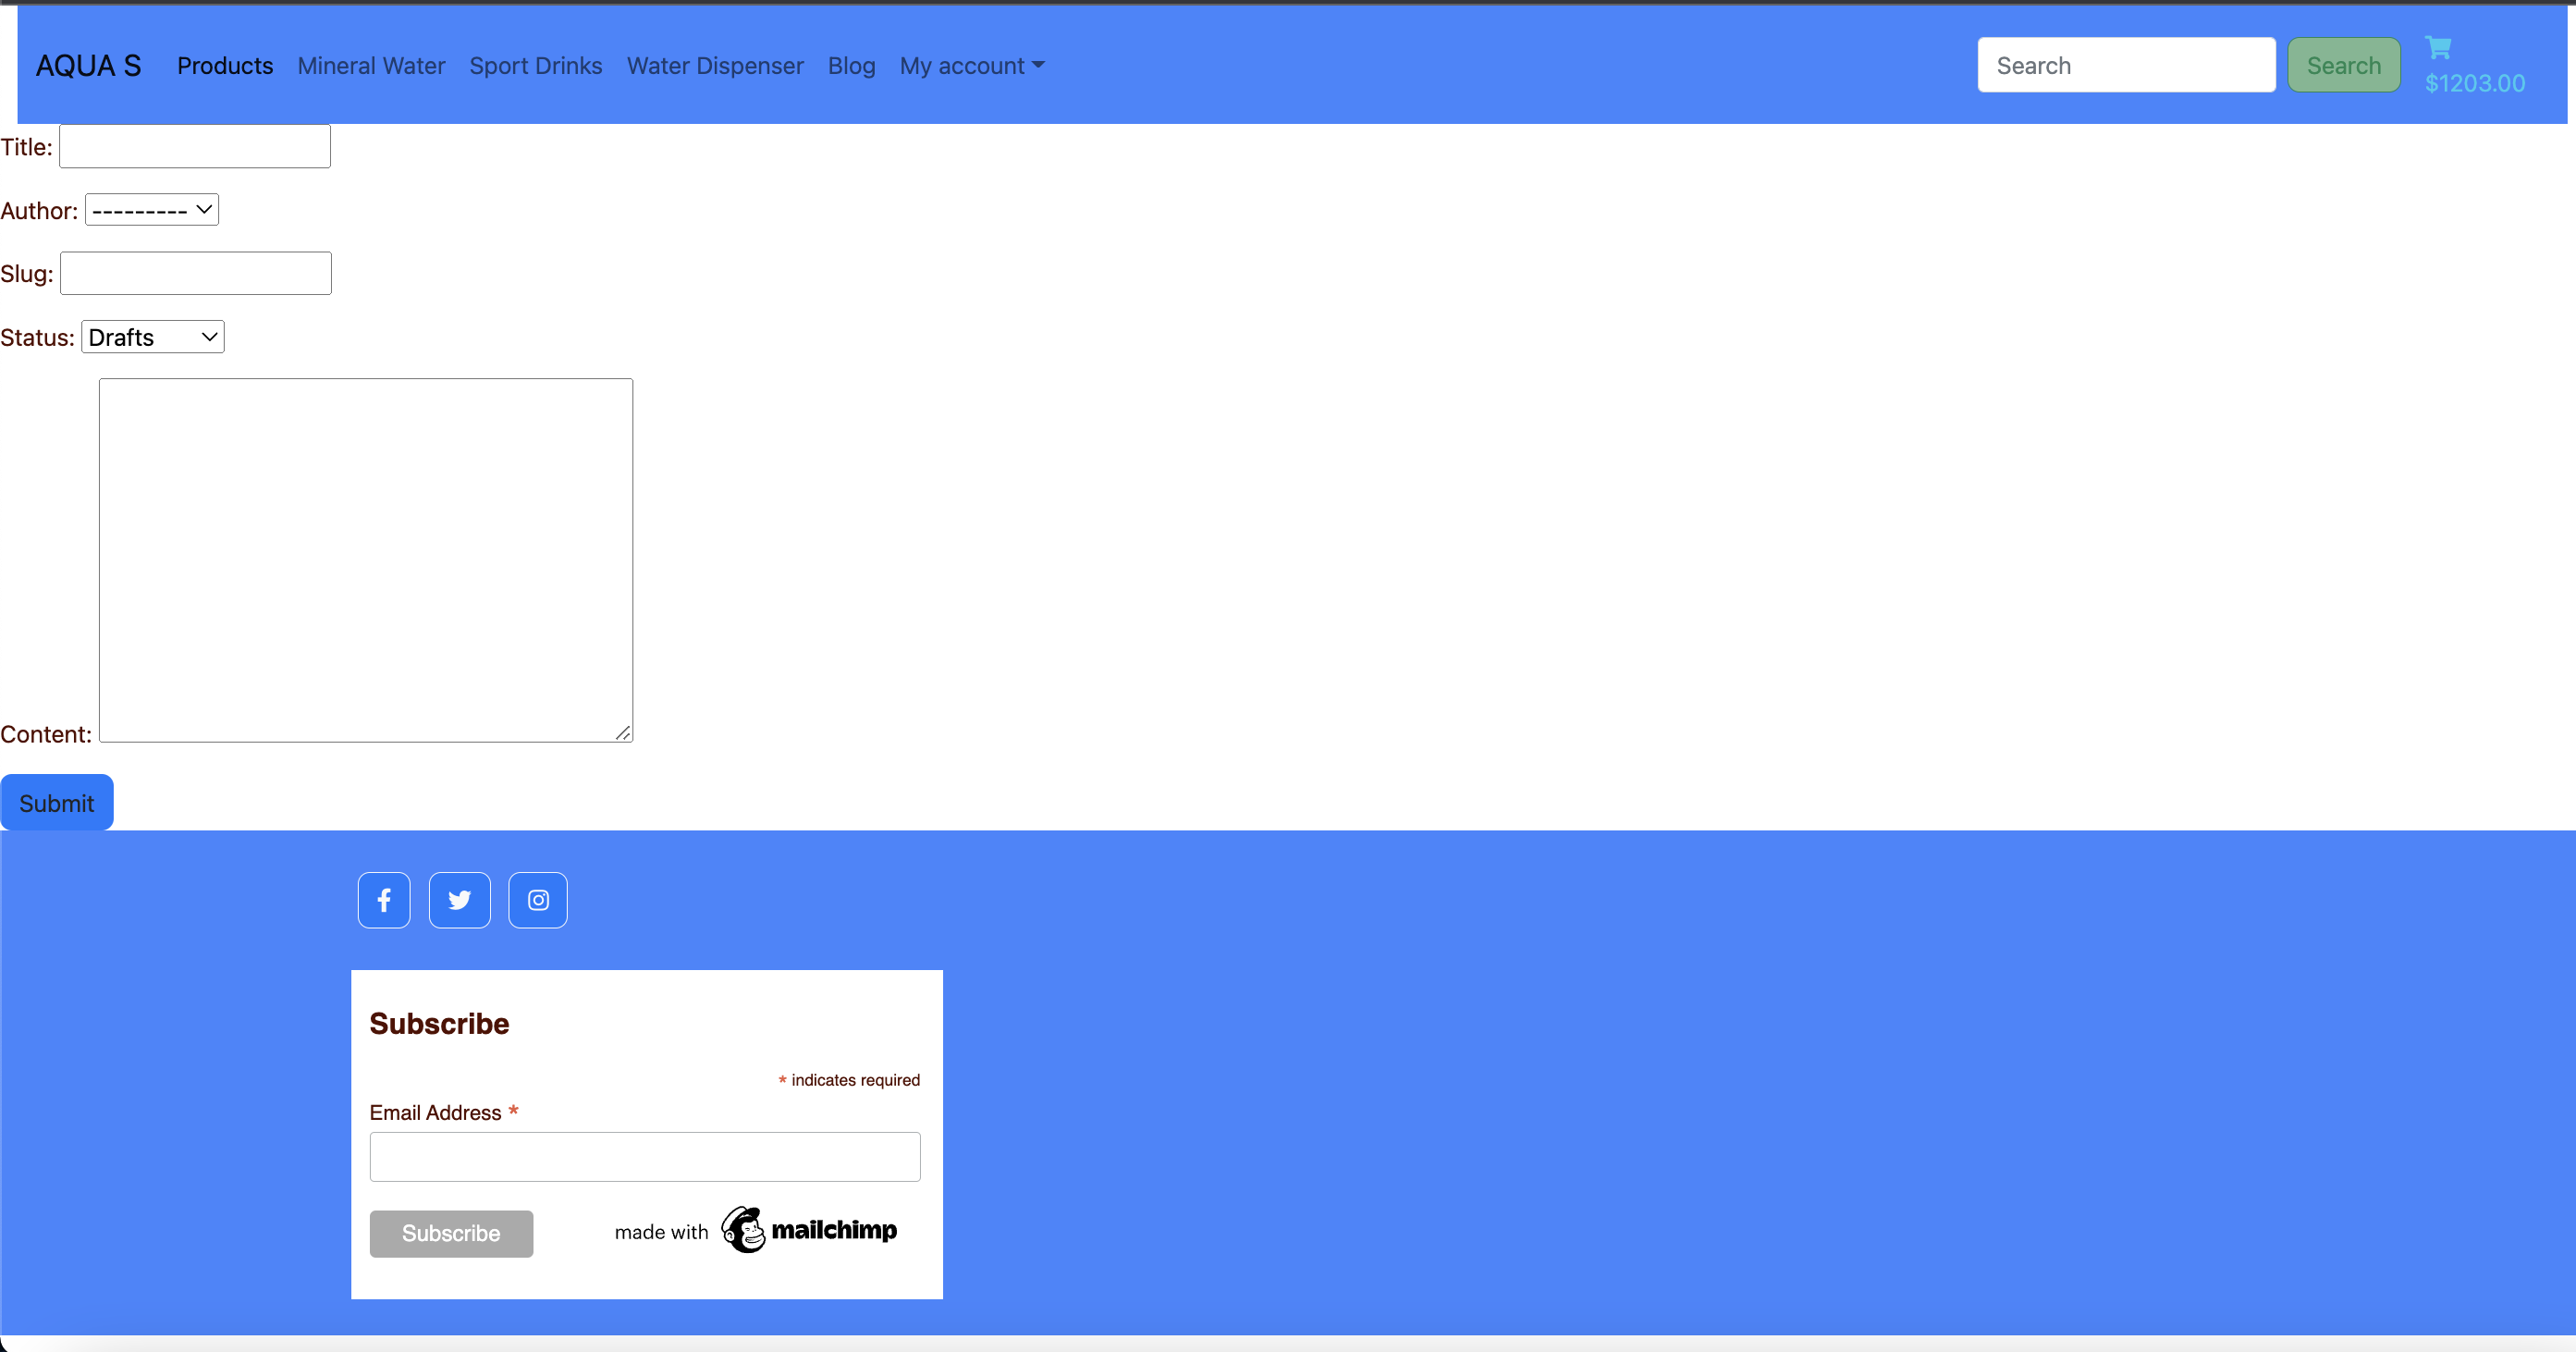 AQUA S Products Mineral Water Sport Drinks Water Dispenser Blog My account Search Search $1203.00
Title:
Author: ---------
Slug:
Status: Drafts
Content:
Submit
Subscribe
* indicates required
Email Address *
Subscribe made with mailchimp